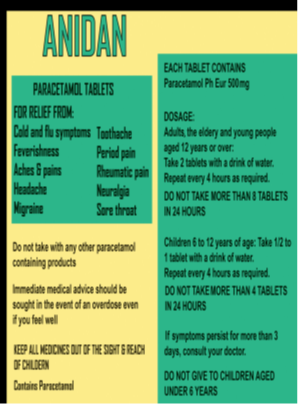 ANIDAN
PARACETAMOL TABLETS
FOR RELIEF FROM:
Cold and flu symptoms Toothache
Feverishness Period pain
Aches & pains Rheumatic pain
Headache Neuralgia
Migraine Sore throat
Do not take with any other paracetamol
containing products
Immediate medical advice should be
sought in the event of an overdose even
if you feel well
KEEP ALL MEDICINES OUT OF THE SIGHT & REACH
OF CHILDERN
Contains Paracetamol
EACH TABLET CONTAINS
Paracetamol Ph Eur 500mg
DOSAGE:
Adults, the eldery and young people
aged 12 years or over:
Take 2 tablets with a drink of water.
Repeat every 4 hours as required.
DO NOT TAKE MORE THAN 8 TABLETS
IN 24 HOURS
Children 6 to 12 years of age: Take 1/2 to
1 tablet with a drink of water.
Repeat every 4 hours as required.
DO NOT TAKE MORE THAN 4 TABLETS
IN 24 HOURS
If symptoms persist for more than 3
days, consult your doctor.
DO NOT GIVE TO CHILDREN AGED
UNDER 6 YEARS